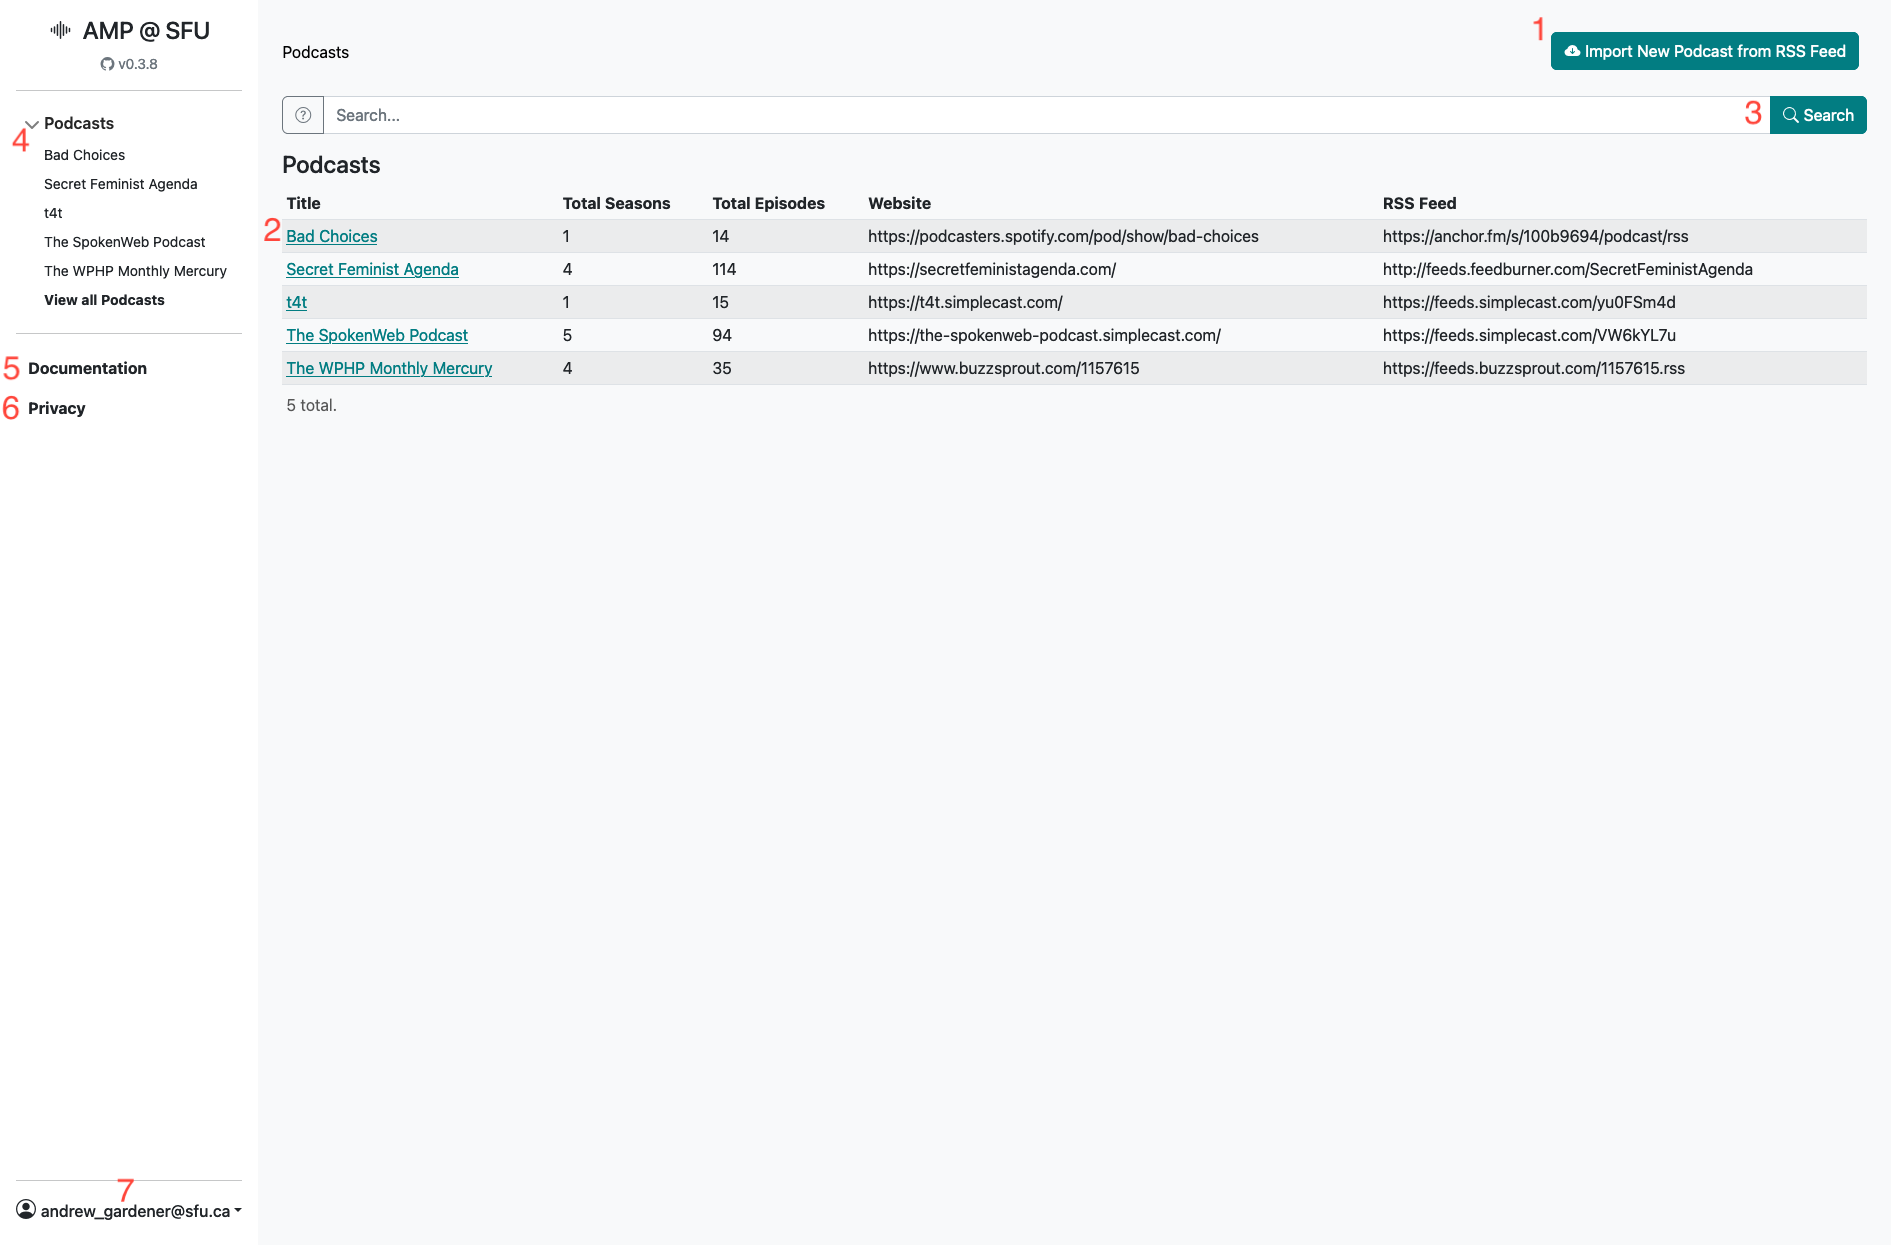 AMP @ SFU
v0.3.8
4
Podcasts
Bad Choices
Secret Feminist Agenda
t4t
The SpokenWeb Podcast
The WPHP Monthly Mercury
View all Podcasts
5 Documentation
6 Privacy
7
andrew_gardener@sfu.ca
Podcasts
1 Import New Podcast from RSS Feed
? Search... 3 Search
Podcasts
Title Total Seasons Total Episodes Website RSS Feed
2 Bad Choices 1 14 https://podcasters.spotify.com/pod/show/bad-choices https://anchor.fm/s/100b9694/podcast/rss
Secret Feminist Agenda 4 114 https://secretfeministagenda.com/ http://feeds.feedburner.com/SecretFeministAgenda
t4t 1 15 https://t4t.simplecast.com/ https://feeds.simplecast.com/yu0FSm4d
The SpokenWeb Podcast 5 94 https://the-spokenweb-podcast.simplecast.com/ https://feeds.simplecast.com/VW6kYL7u
The WPHP Monthly Mercury 4 35 https://www.buzzsprout.com/1157615 https://feeds.buzzsprout.com/1157615.rss
5 total.